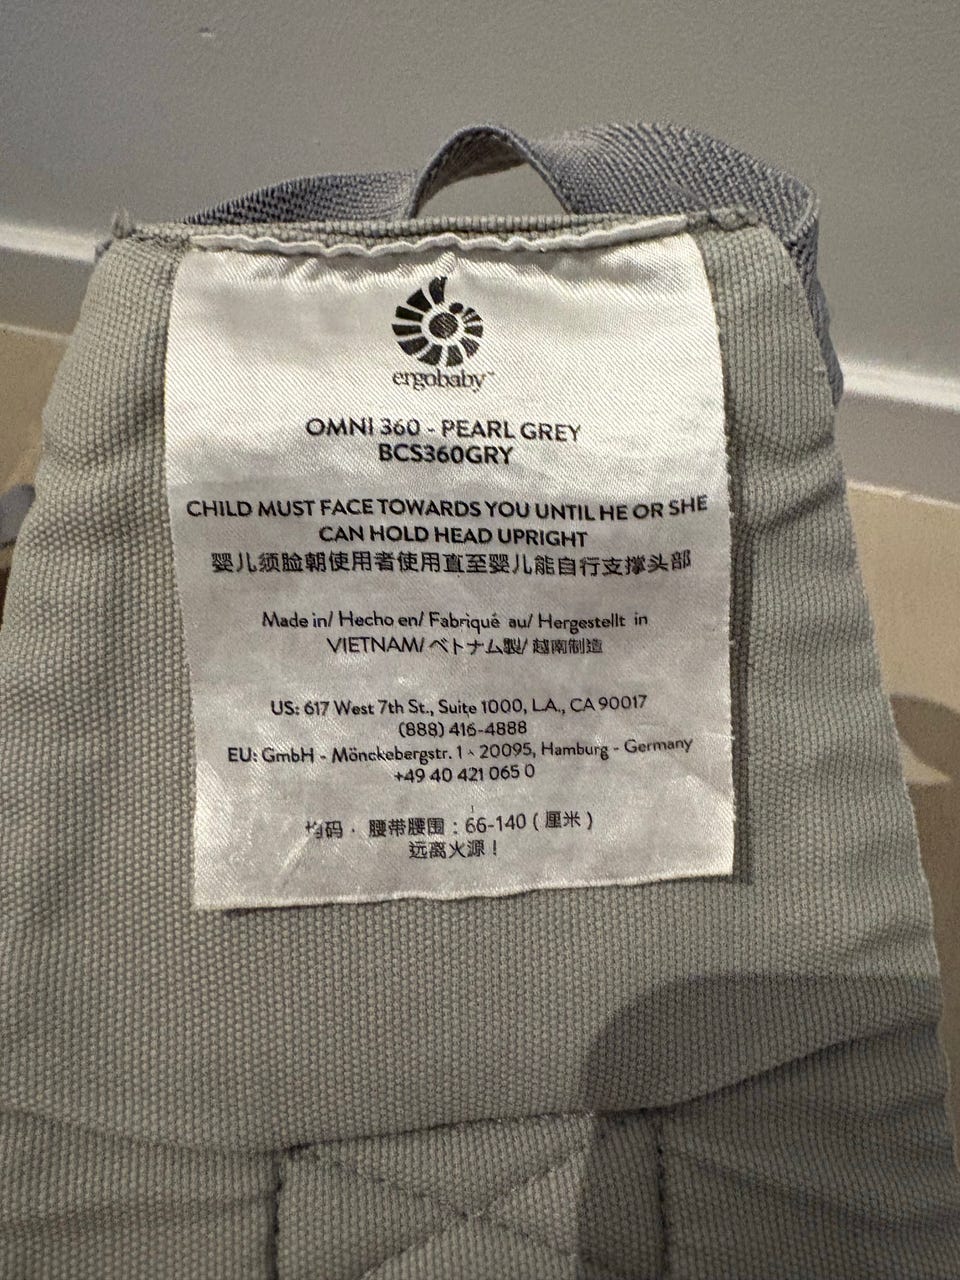 ergobaby™
OMNI 360 - PEARL GREY
BCS360GRY
CHILD MUST FACE TOWARDS YOU UNTIL HE OR SHE
CAN HOLD HEAD UPRIGHT
婴儿须脸朝使用者使用直至婴儿能自行支撑头部
Made in/ Hecho en/ Fabriqué au/ Hergestellt in
VIETNAM/ ベトナム製/ 越南制造
US: 617 West 7th St., Suite 1000, L.A., CA 90017
(888) 416-4888
EU: GmbH - Mönckebergstr. 1 - 20095, Hamburg - Germany
+49 40 421 065 0
均码 · 腰带腰围：66-140（厘米）
远离火源！